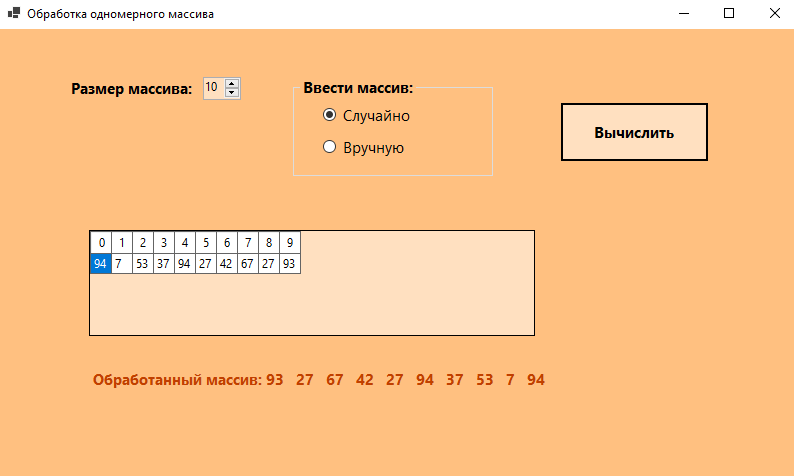 Обработка одномерного массива
Размер массива: 10
Ввести массив:
Случайно
Вручную
Вычислить
0 1 2 3 4 5 6 7 8 9
94 7 53 37 94 27 42 67 27 93
Обработанный массив: 93 27 67 42 27 94 37 53 7 94